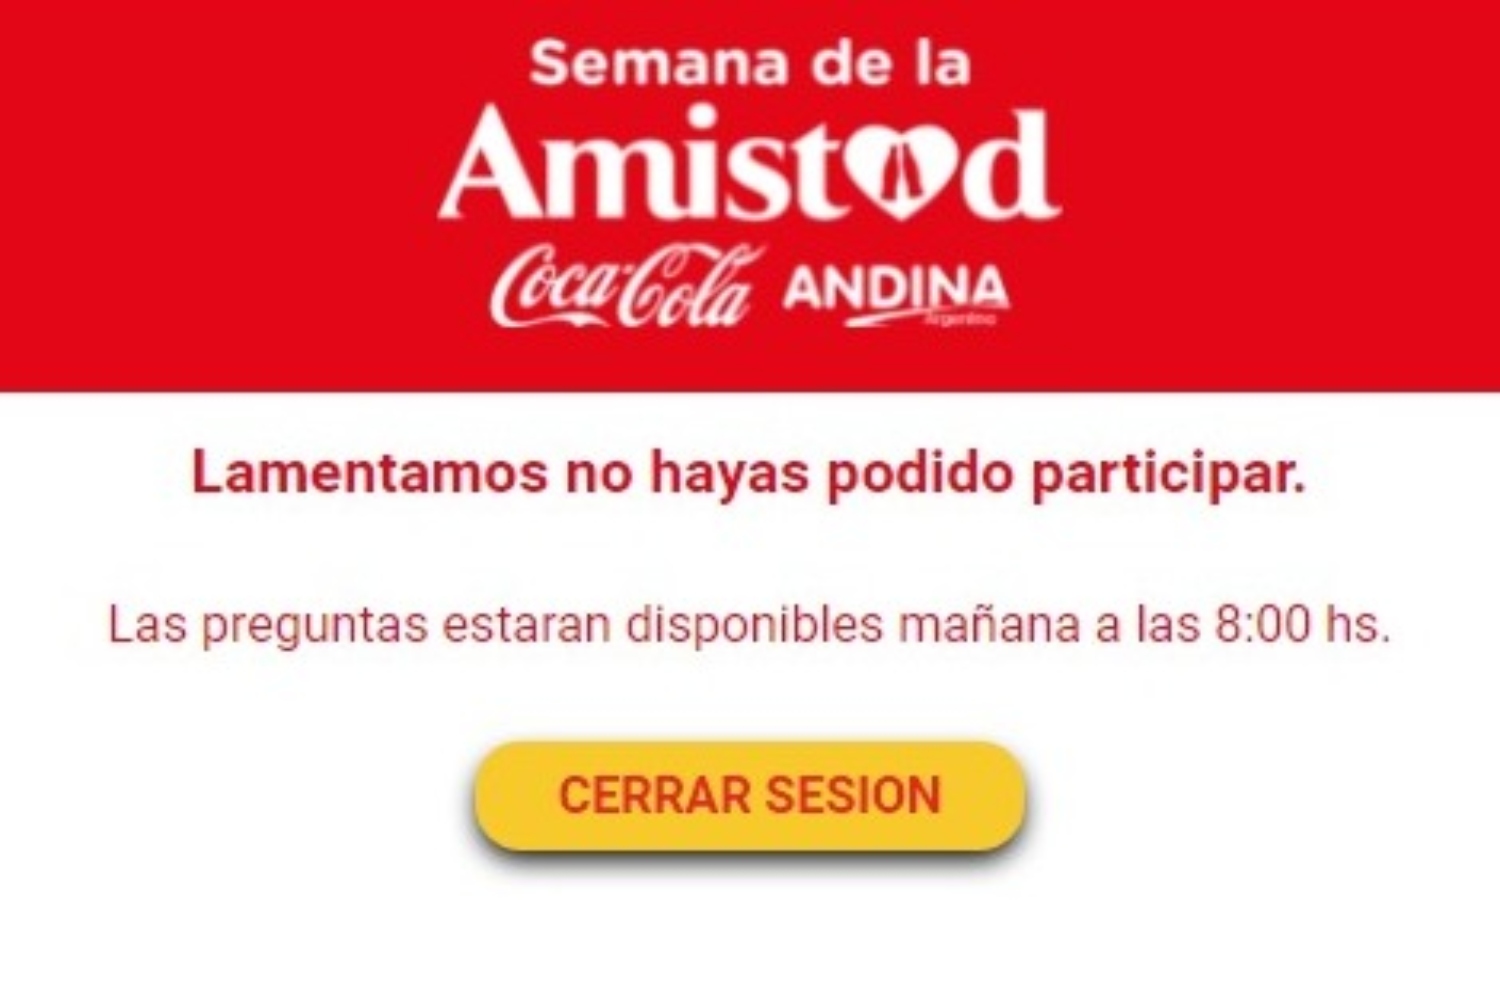 Semana de la
Amistad
Coca-Cola ANDINA
Argentina
Lamentamos no hayas podido participar.
Las preguntas estaran disponibles mañana a las 8:00 hs.
CERRAR SESION